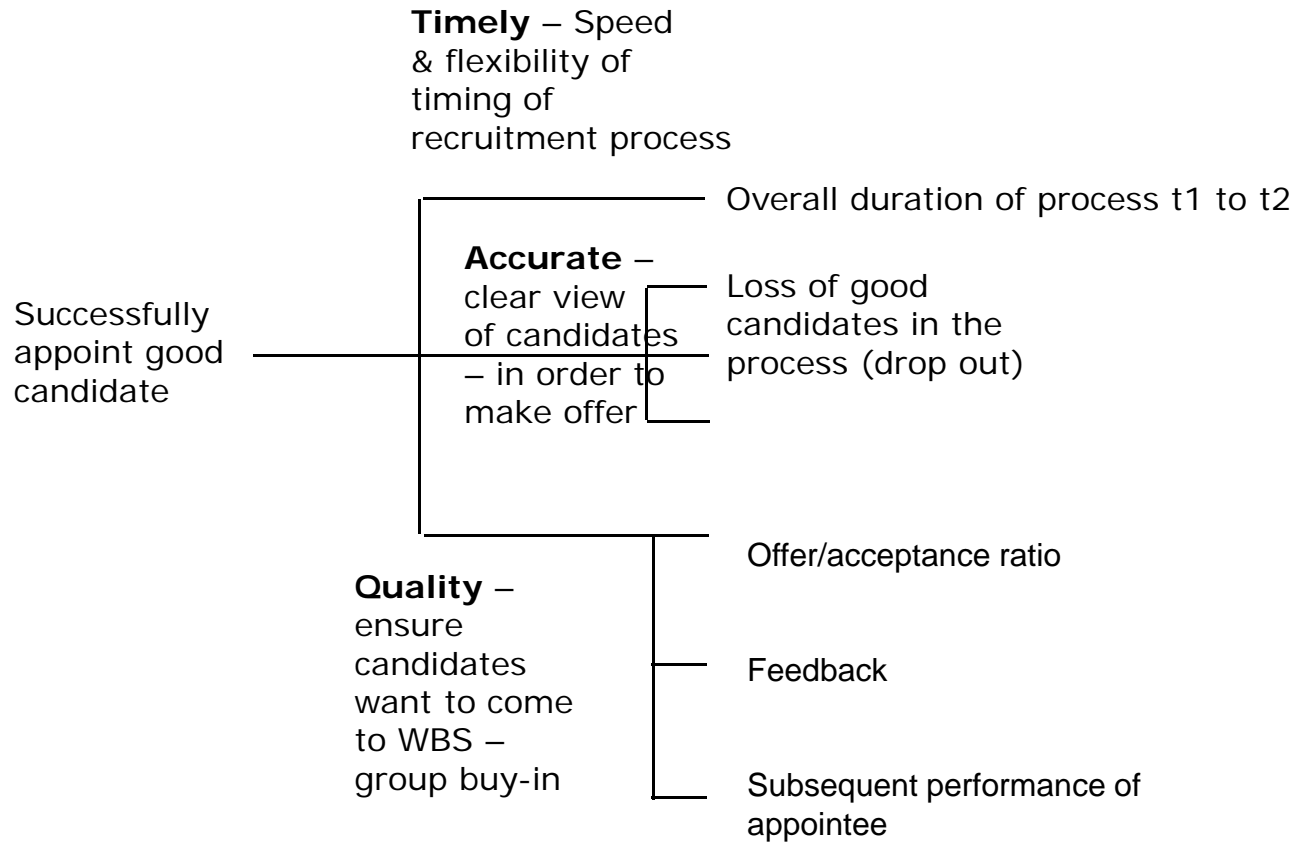 Timely – Speed
& flexibility of
timing of
recruitment process
Overall duration of process t1 to t2
Accurate –
clear view
of candidates
– in order to
make offer
Loss of good
candidates in the
process (drop out)
Successfully
appoint good
candidate
Offer/acceptance ratio
Quality –
ensure
candidates
want to come
to WBS –
group buy-in
Feedback
Subsequent performance of
appointee